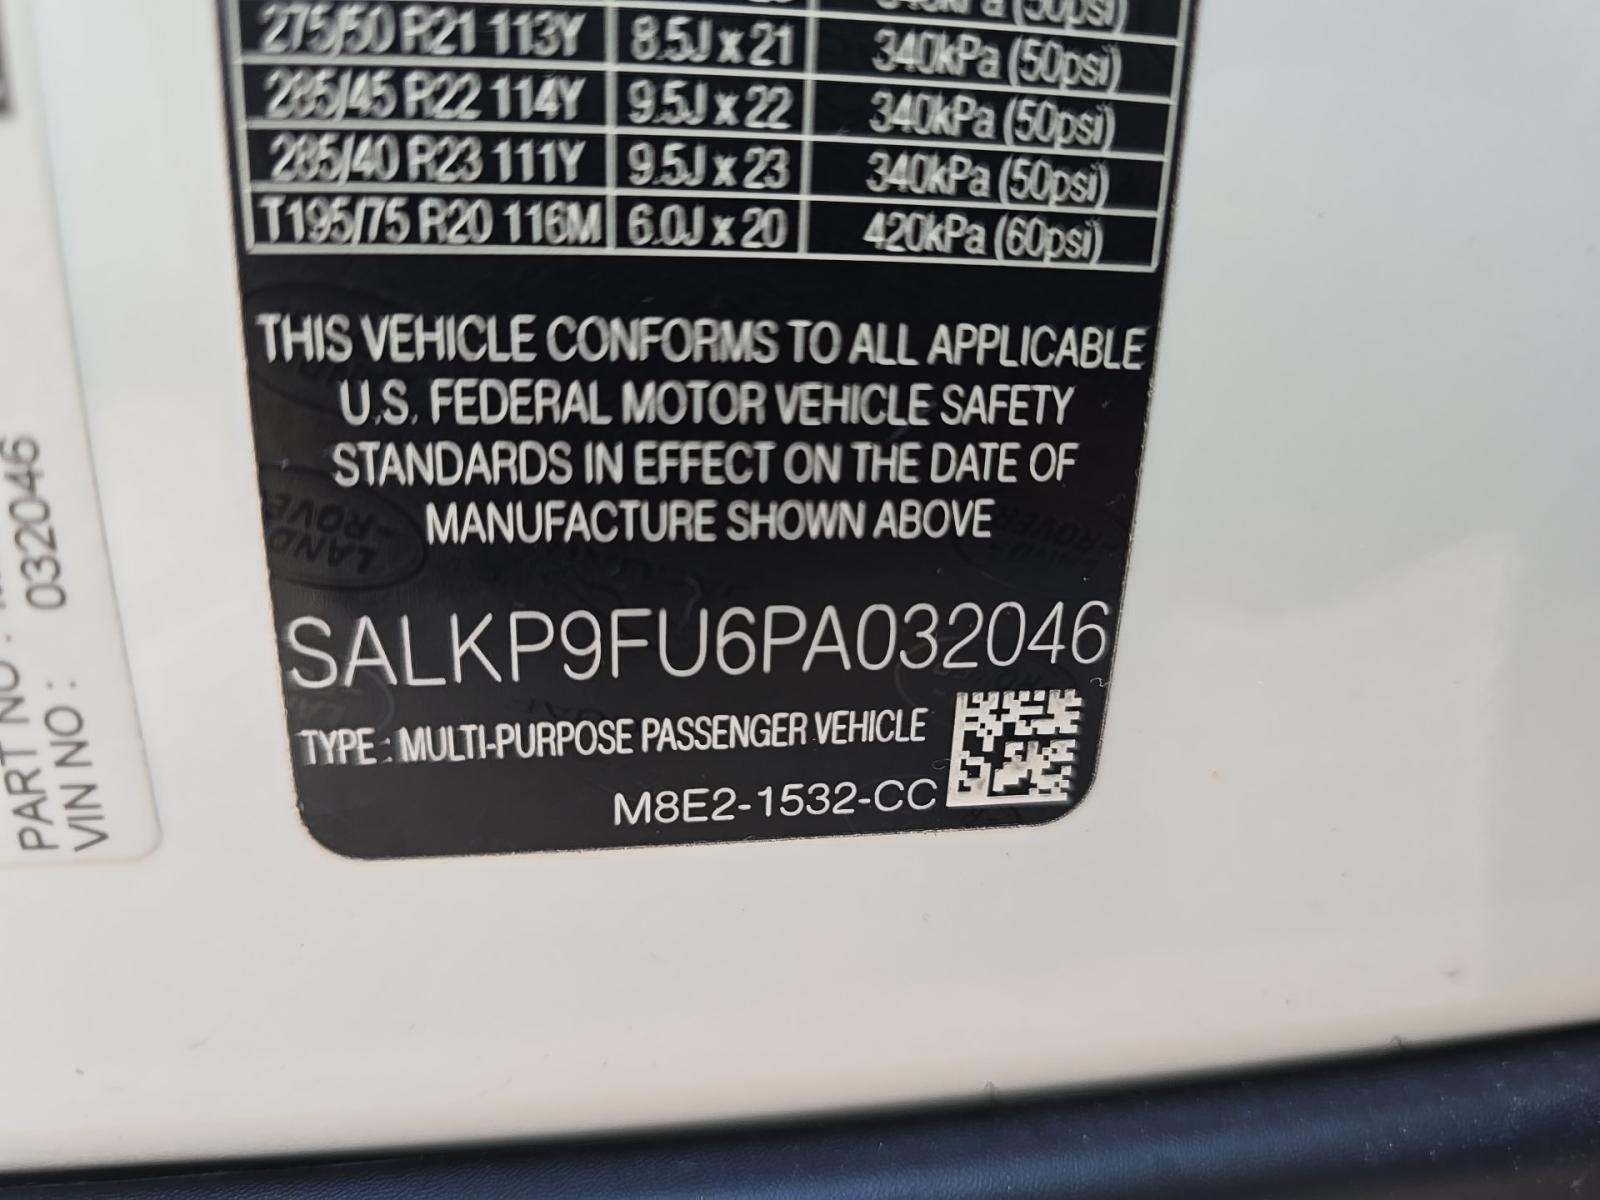 275/50 R21 113Y 8.5J x 21 340kPa (50psi)
285/45 R22 114Y 9.5J x 22 340kPa (50psi)
285/40 R23 111Y 9.5J x 23 340kPa (50psi)
T195/75 R20 116M 6.0J x 20 420kPa (60psi)
THIS VEHICLE CONFORMS TO ALL APPLICABLE
U.S. FEDERAL MOTOR VEHICLE SAFETY
STANDARDS IN EFFECT ON THE DATE OF
MANUFACTURE SHOWN ABOVE
SALKP9FU6PA032046
TYPE : MULTI-PURPOSE PASSENGER VEHICLE
M8E2-1532-CC
PART NO :
VIN NO : 032046
LAND
ROVER